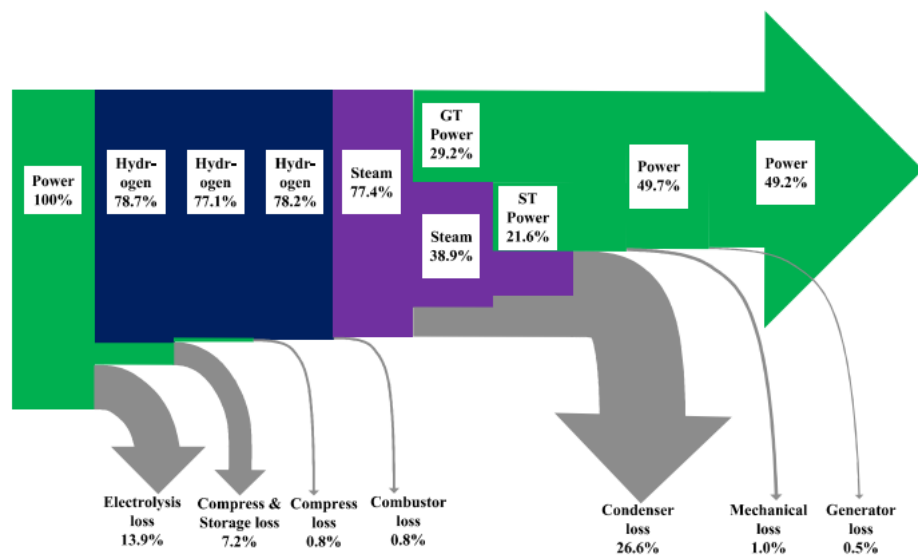 Power
100%
Hydr-
ogen
78.7%
Hydr-
ogen
77.1%
Hydr-
ogen
78.2%
Steam
77.4%
GT
Power
29.2%
Steam
38.9%
ST
Power
21.6%
Power
49.7%
Power
49.2%
Electrolysis
loss
13.9%
Compress &
Storage loss
7.2%
Compress
loss
0.8%
Combustor
loss
0.8%
Condenser
loss
26.6%
Mechanical
loss
1.0%
Generator
loss
0.5%